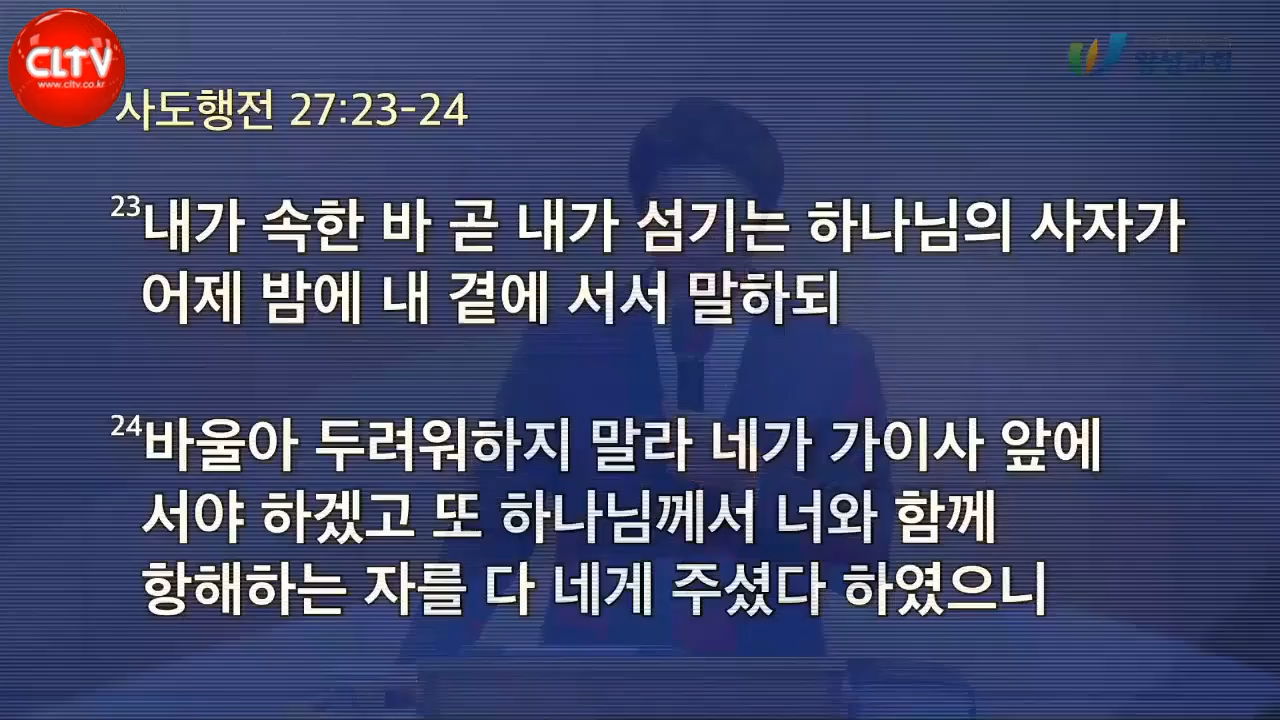 CLTV
www.cltv.co.kr
사도행전 27:23-24
23내가 속한 바 곧 내가 섬기는 하나님의 사자가
어제 밤에 내 곁에 서서 말하되
24바울아 두려워하지 말라 네가 가이사 앞에
서야 하겠고 또 하나님께서 너와 함께
항해하는 자를 다 네게 주셨다 하였으니